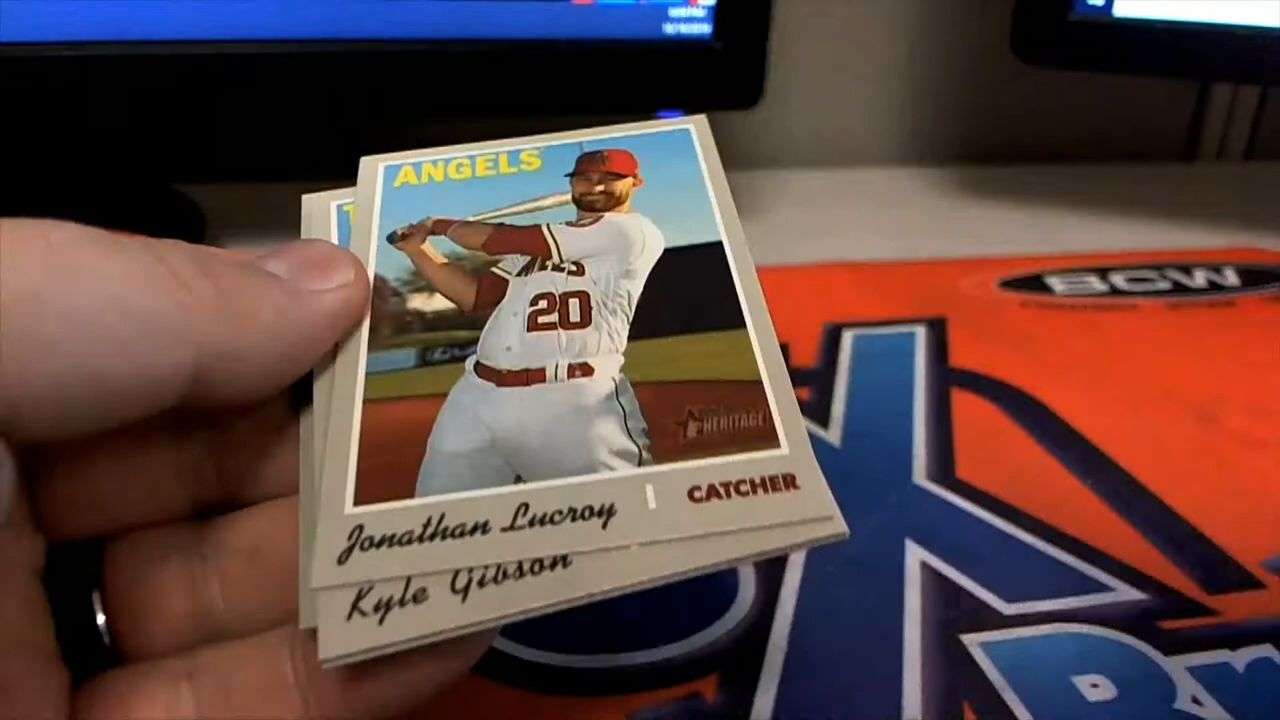 ANGELS
20
HERITAGE
Jonathan Lucroy | CATCHER
Kyle Gibson
BCW